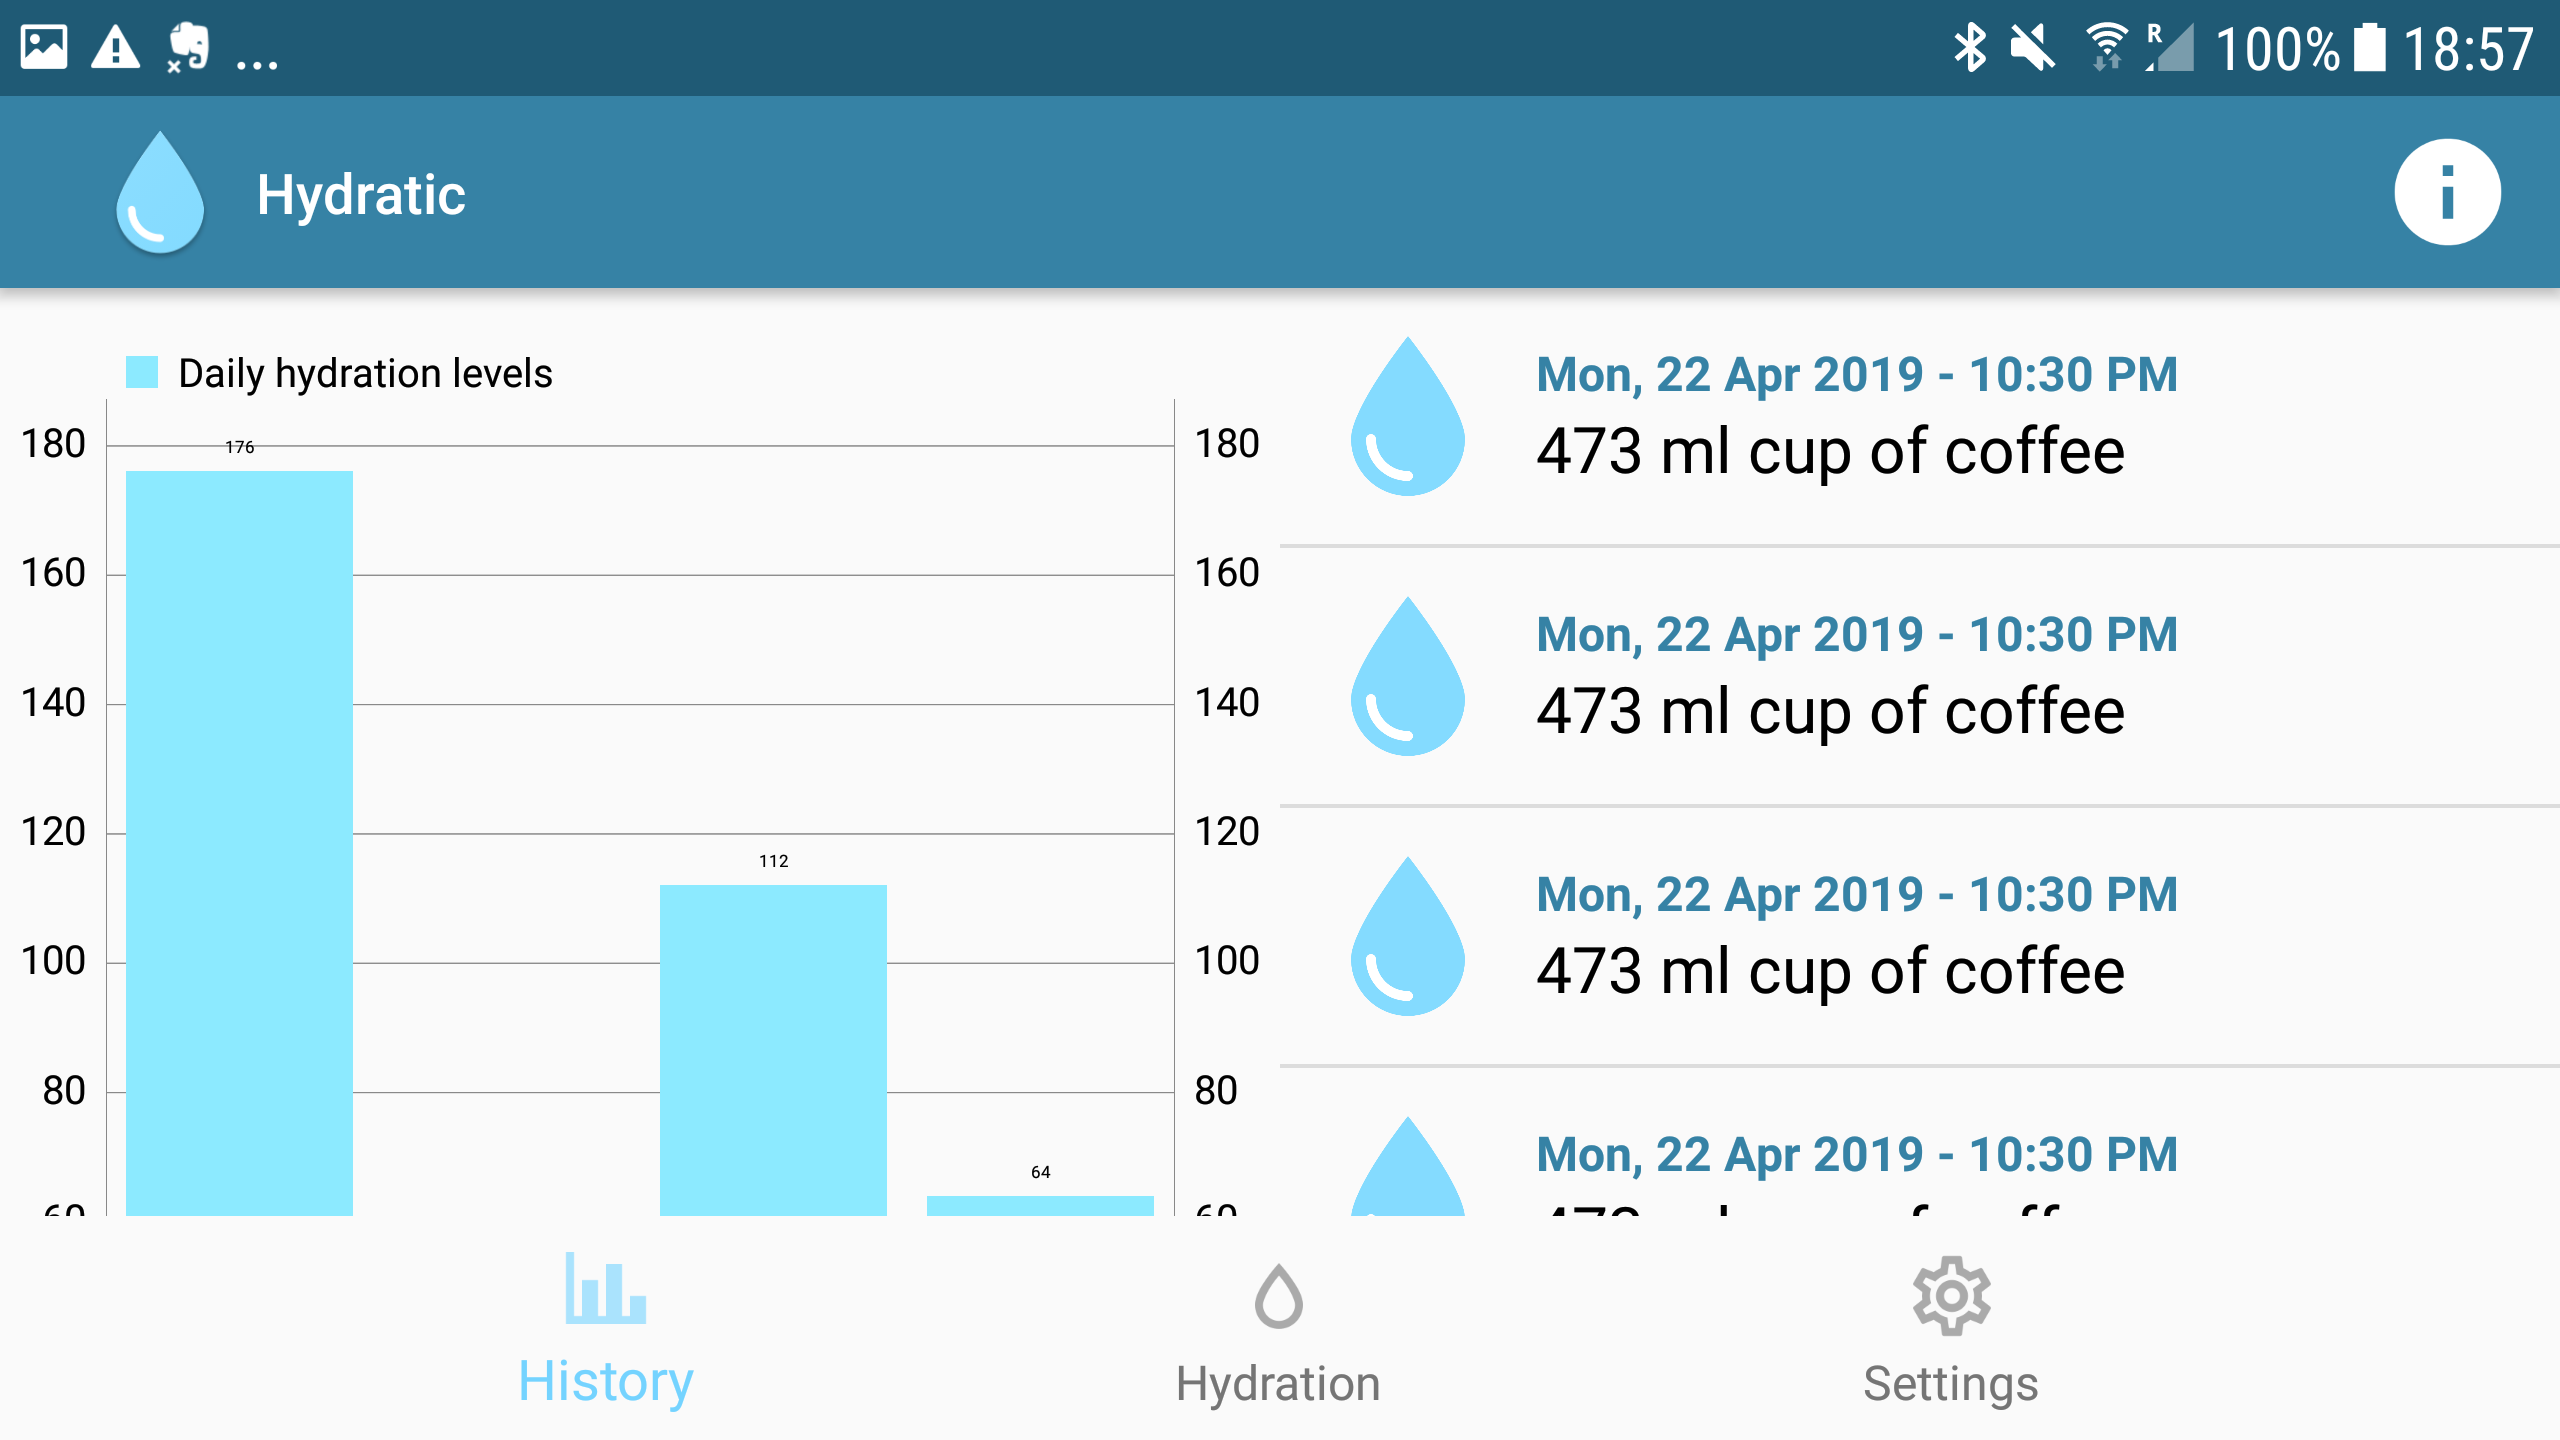 ... R 100% 18:57
Hydratic
Daily hydration levels
180
160
140
120
100
80
60
176
112
64
180
160
140
120
100
80
60
Mon, 22 Apr 2019 - 10:30 PM
473 ml cup of coffee
Mon, 22 Apr 2019 - 10:30 PM
473 ml cup of coffee
Mon, 22 Apr 2019 - 10:30 PM
473 ml cup of coffee
Mon, 22 Apr 2019 - 10:30 PM
History
Hydration
Settings